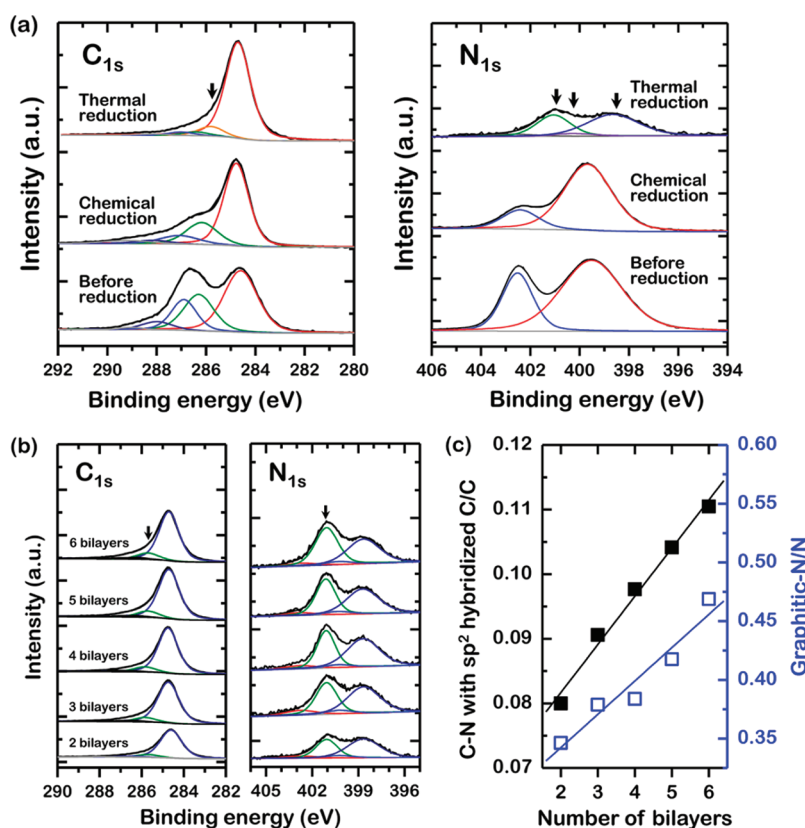 (a)
C1s
Thermal
reduction
Chemical
reduction
Before
reduction
Intensity (a.u.)
292 290 288 286 284 282 280
Binding energy (eV)
N1s
Thermal
reduction
Chemical
reduction
Before
reduction
Intensity (a.u.)
406 404 402 400 398 396 394
Binding energy (eV)
(b)
C1s
6 bilayers
5 bilayers
4 bilayers
3 bilayers
2 bilayers
Intensity (a.u.)
290 288 286 284 282
N1s
405 402 399 396
Binding energy (eV)
(c)
0.12
0.11
0.10
0.09
0.08
0.07
C-N with sp² hybridized C/C
0.60
0.55
0.50
0.45
0.40
0.35
Graphitic-N/N
2 3 4 5 6
Number of bilayers